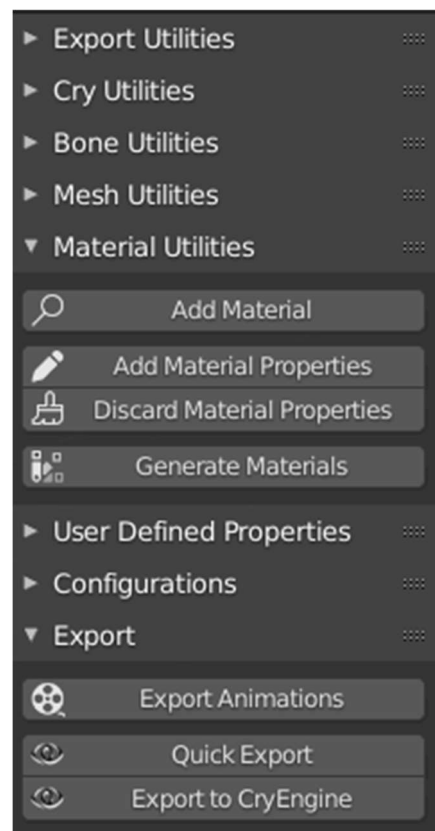 Export Utilities
Cry Utilities
Bone Utilities
Mesh Utilities
Material Utilities
Add Material
Add Material Properties
Discard Material Properties
Generate Materials
User Defined Properties
Configurations
Export
Export Animations
Quick Export
Export to CryEngine